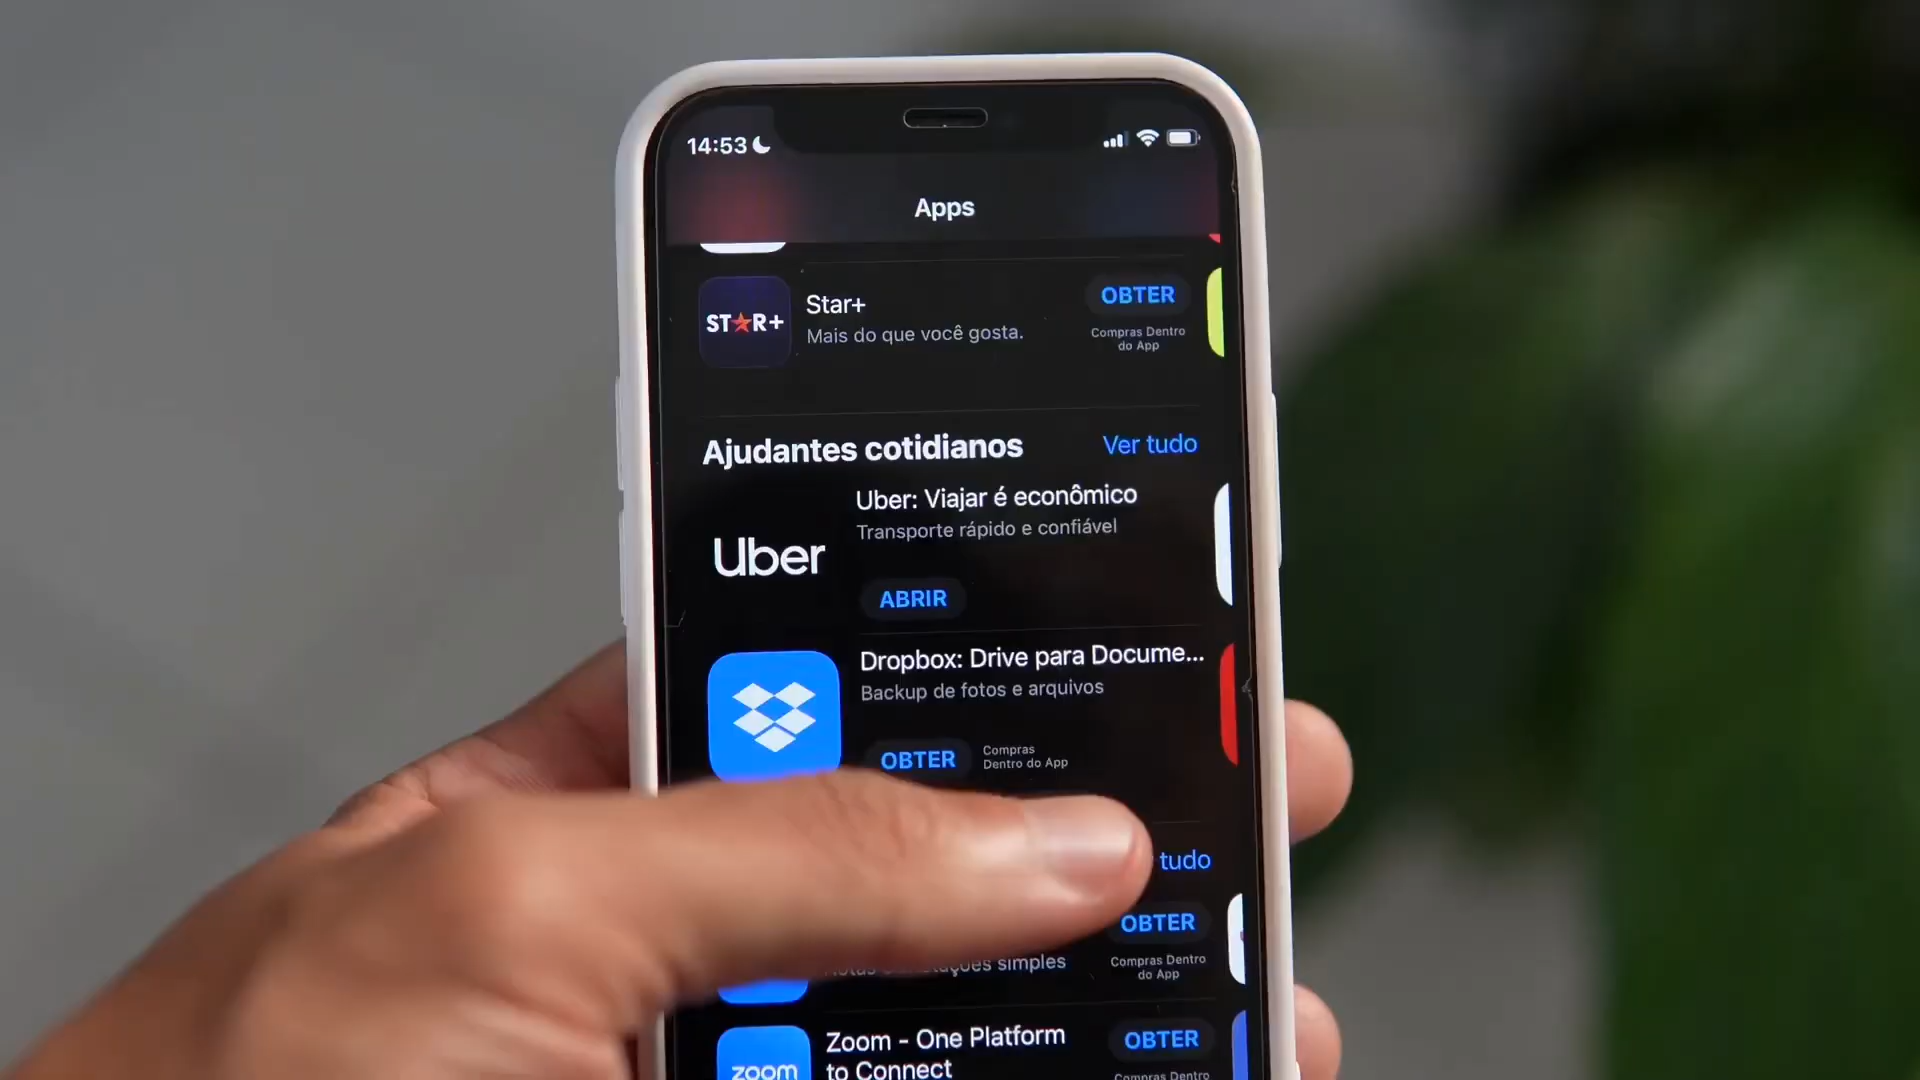 14:53
Apps
ST★R+
Star+
Mais do que você gosta.
OBTER
Compras Dentro
do App
Ajudantes cotidianos
Ver tudo
Uber
Uber: Viajar é econômico
Transporte rápido e confiável
ABRIR
Dropbox: Drive para Docume...
Backup de fotos e arquivos
OBTER
Compras
Dentro do App
tudo
OBTER
simples
Compras Dentro
do App
zoom
Zoom - One Platform
to Connect
OBTER
Compras Dentro